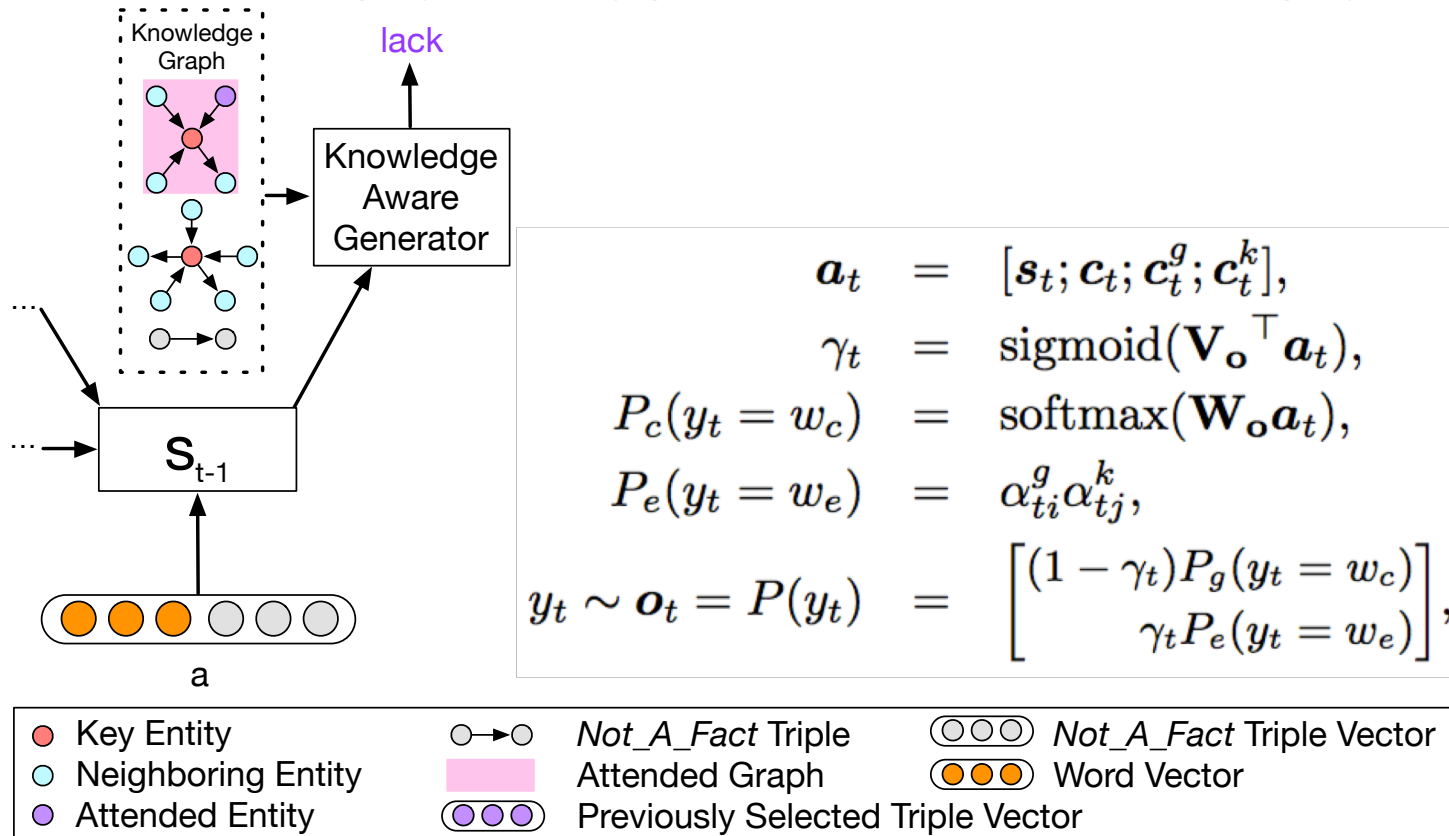 Knowledge
Graph
lack
Knowledge
Aware
Generator
...
...
S_{t-1}
a
a_t = [s_t; c_t; c_t^g; c_t^k],
γ_t = sigmoid(V_o^⊤ a_t),
P_c(y_t = w_c) = softmax(W_o a_t),
P_e(y_t = w_e) = α_{ti}^g α_{tj}^k,
y_t ∼ o_t = P(y_t) = [(1 − γ_t)P_g(y_t = w_c)
γ_t P_e(y_t = w_e)],
Key Entity
Neighboring Entity
Attended Entity
Not_A_Fact Triple
Attended Graph
Previously Selected Triple Vector
Not_A_Fact Triple Vector
Word Vector